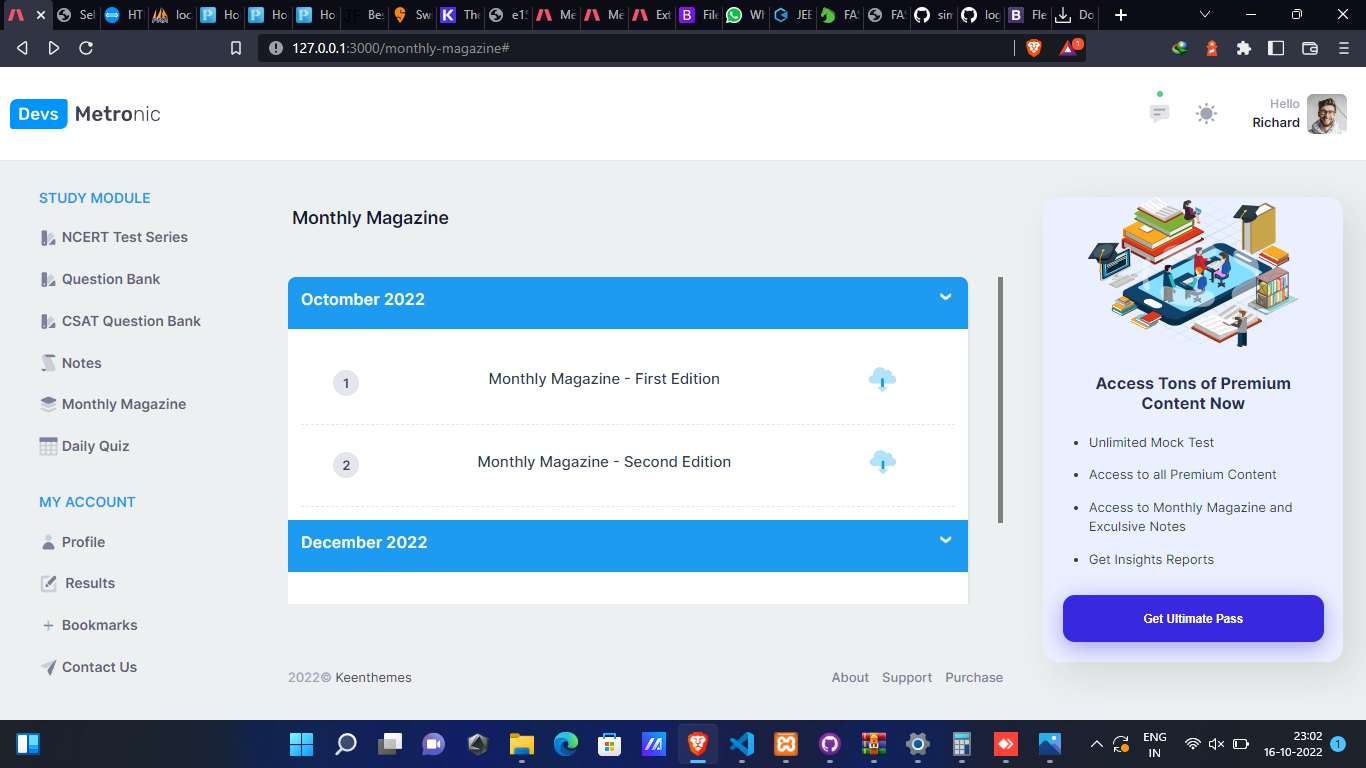 Sel
HT
loc
Ho
Ho
Ho
Bes
Sw
The
e15
Me
Me
Ext
File
Wh
JEE
FAS
FAS
sim
log
Fle
Do
127.0.0.1:3000/monthly-magazine#
1
Devs Metronic
Hello
Richard
STUDY MODULE
NCERT Test Series
Question Bank
CSAT Question Bank
Notes
Monthly Magazine
Daily Quiz
MY ACCOUNT
Profile
Results
Bookmarks
Contact Us
Monthly Magazine
Octomber 2022
1 Monthly Magazine - First Edition
2 Monthly Magazine - Second Edition
December 2022
2022© Keenthemes
About Support Purchase
Access Tons of Premium
Content Now
Unlimited Mock Test
Access to all Premium Content
Access to Monthly Magazine and
Exculsive Notes
Get Insights Reports
Get Ultimate Pass
ENG
IN
23:02
16-10-2022
1